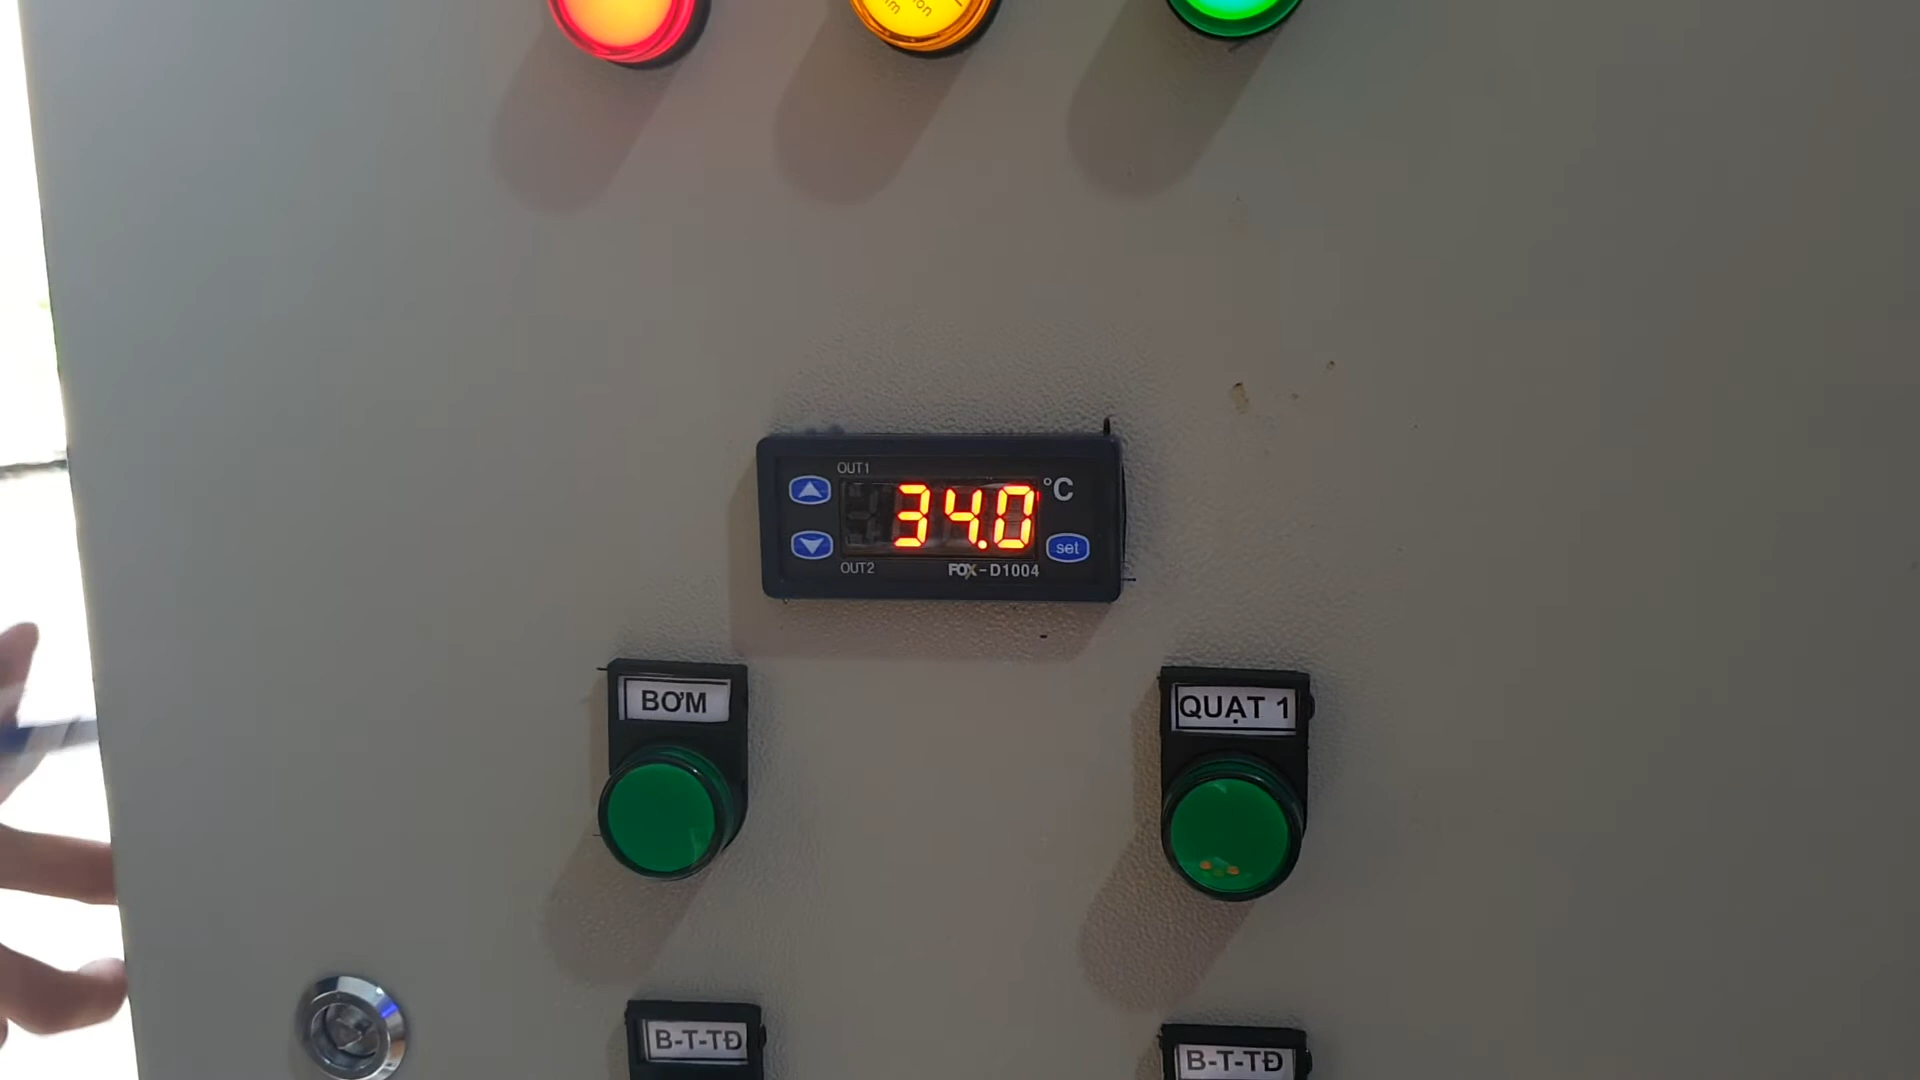 OUT1
34.0 °C
set
OUT2
FOX-D1004
BƠM
QUẠT 1
B-T-TĐ
B-T-TĐ